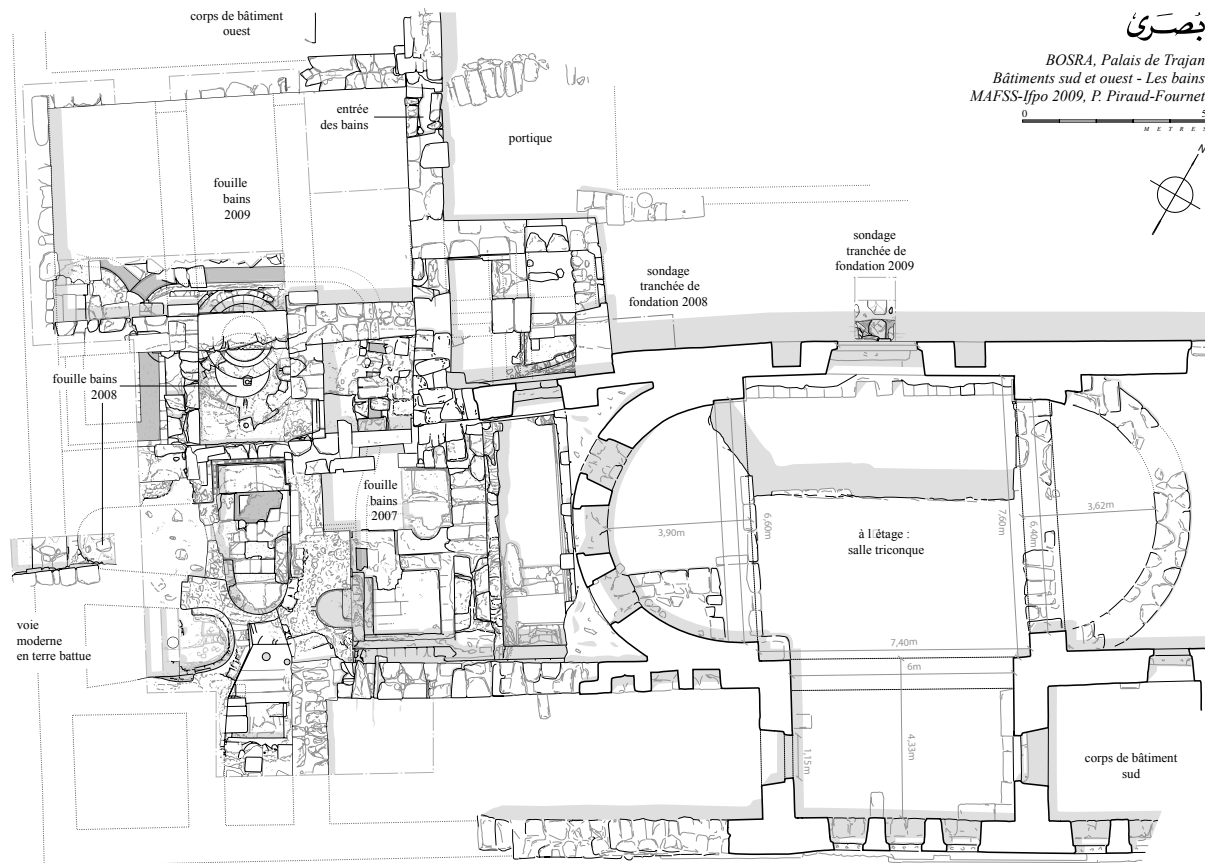 corps de bâtiment
ouest
بُصرَى
BOSRA, Palais de Trajan
Bâtiments sud et ouest - Les bains
MAFSS-Ifpo 2009, P. Piraud-Fournet
0 5
M E T R E S
N
entrée
des bains
portique
fouille
bains
2009
sondage
tranchée de
fondation 2009
sondage
tranchée de
fondation 2008
fouille bains
2008
fouille
bains
2007
3,90m
6,60m
à l'étage :
salle triconque
7,60m
6,40m
3,62m
voie
moderne
en terre battue
7,40m
6m
4,33m
1,15m
corps de bâtiment
sud